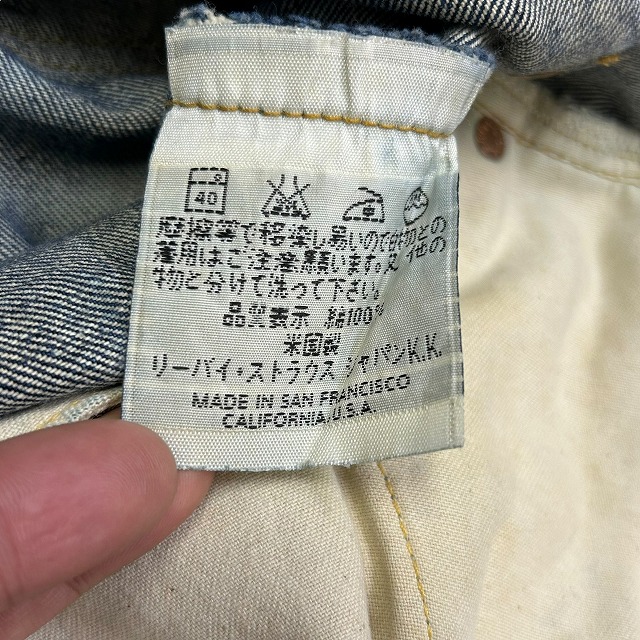 40
摩擦等で移染し易いので白物との
着用はご注意願います。又、他の
物と分けて洗って下さい。
品質表示 綿100%
米国製
リーバイ・ストラウス ジャパンK.K.
MADE IN SAN FRANCISCO
CALIFORNIA U.S.A.